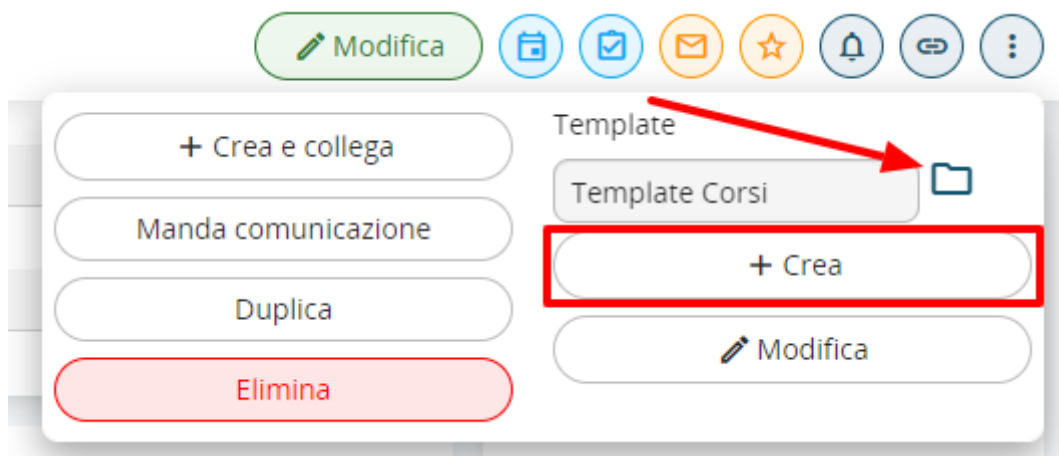 Modifica
+ Crea e collega
Manda comunicazione
Duplica
Elimina
Template
Template Corsi
+ Crea
Modifica